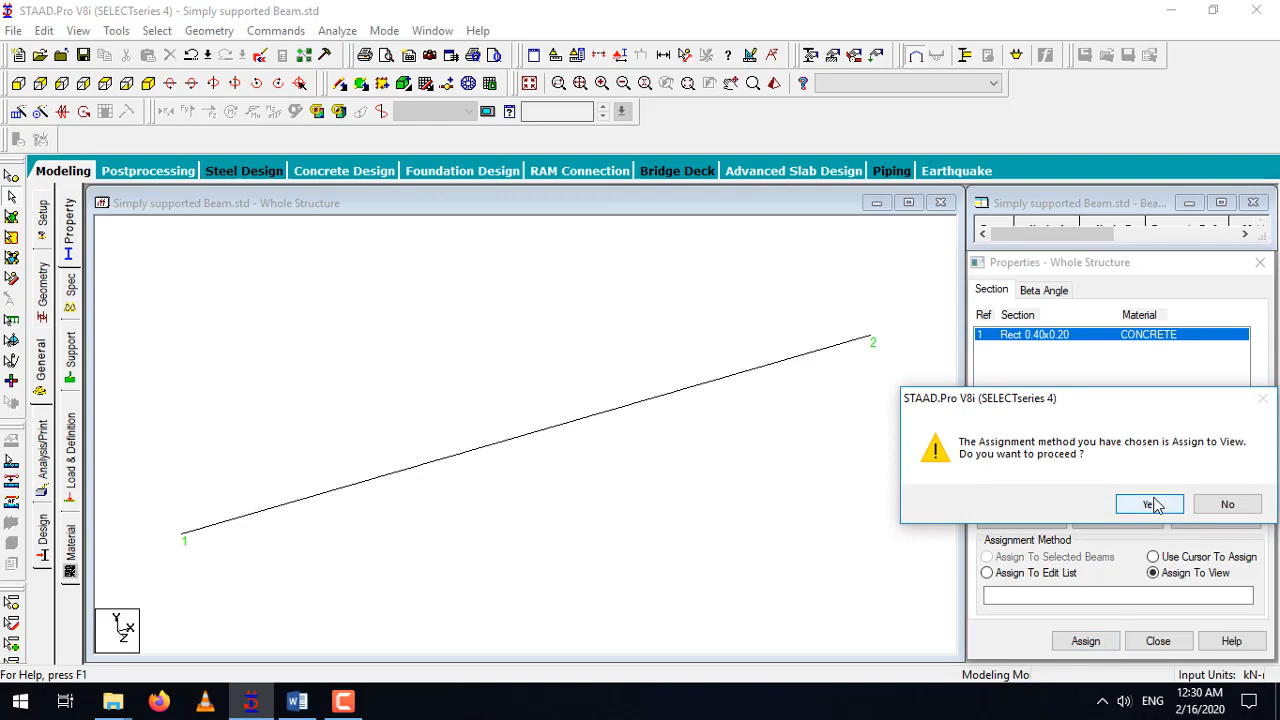 STAAD.Pro V8i (SELECTseries 4) - Simply supported Beam.std
File Edit View Tools Select Geometry Commands Analyze Mode Window Help
Modeling Postprocessing Steel Design Concrete Design Foundation Design RAM Connection Bridge Deck Advanced Slab Design Piping Earthquake
Setup
Geometry
General
Analysis/Print
Design
Property
Spec
Support
Load & Definition
Material
Simply supported Beam.std - Whole Structure
2
1
Y
X
Z
Simply supported Beam.std - Bea...
Properties - Whole Structure
Section Beta Angle
Ref Section Material
1 Rect 0.40x0.20 CONCRETE
STAAD.Pro V8i (SELECTseries 4)
The Assignment method you have chosen is Assign to View.
Do you want to proceed ?
No
Assignment Method
Assign To Selected Beams Use Cursor To Assign
Assign To Edit List Assign To View
Assign Close Help
For Help, press F1 Modeling Mo Input Units: kN-
ENG
12:30 AM
2/16/2020